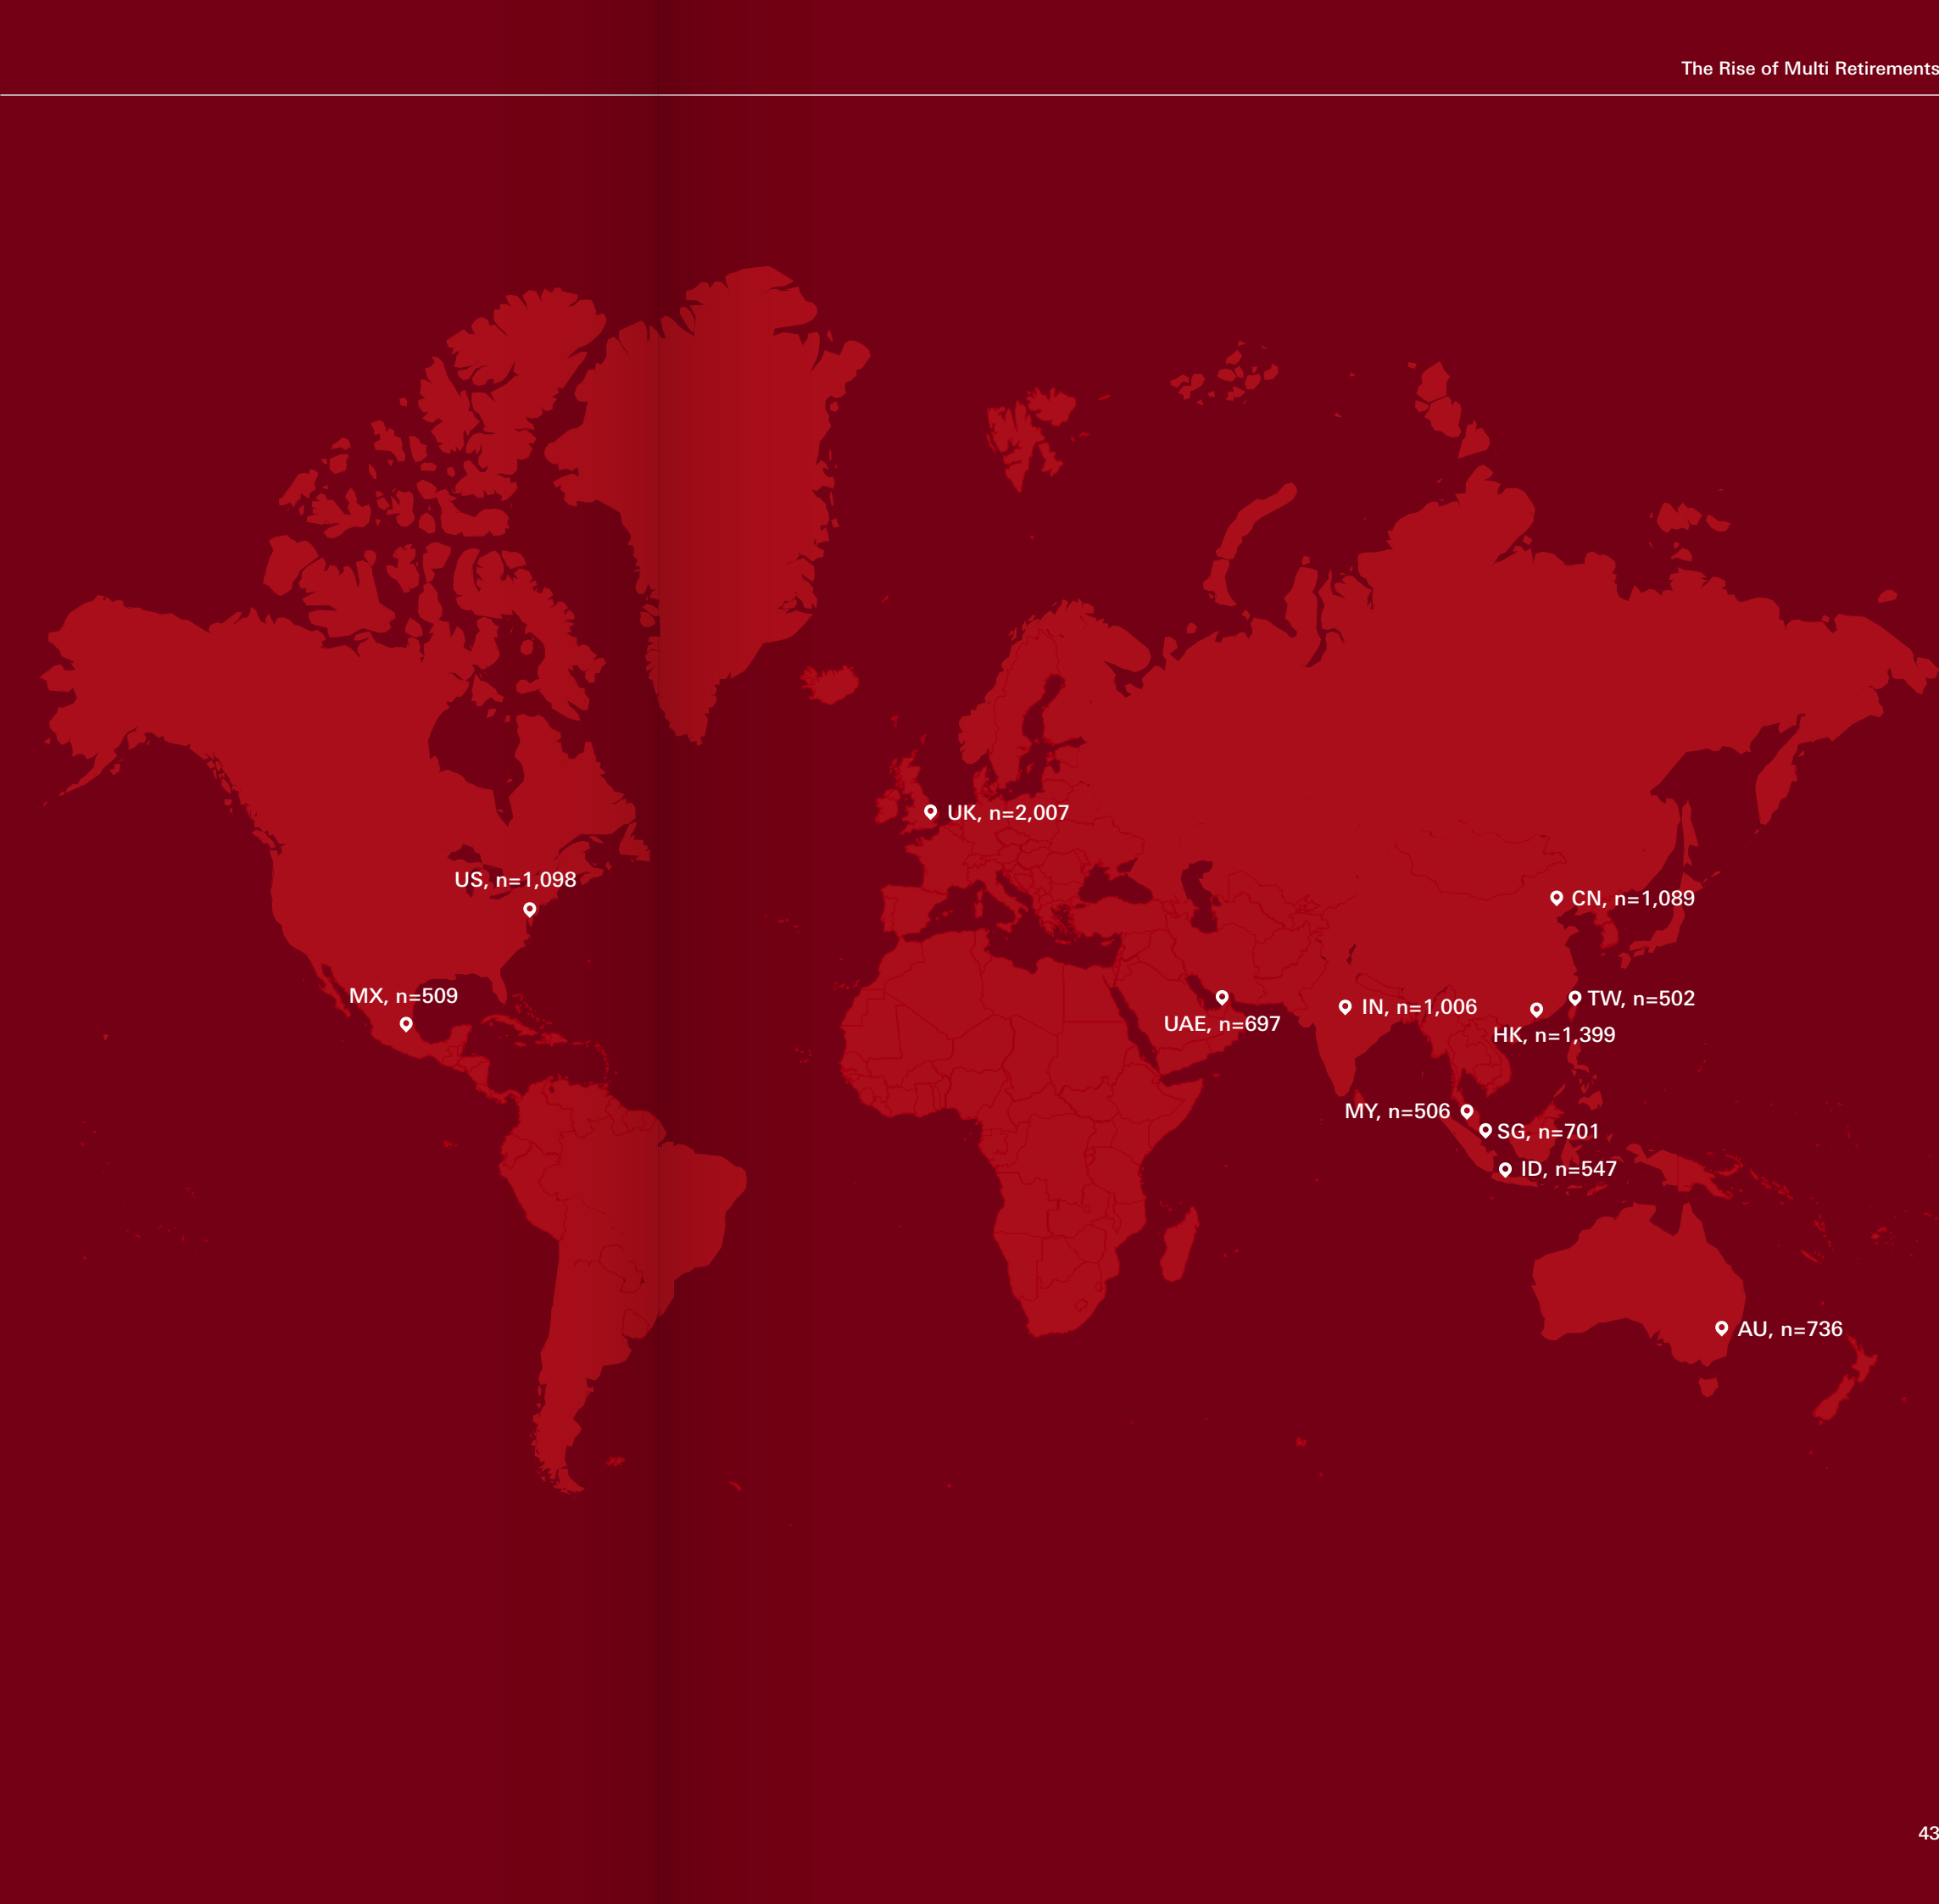 The Rise of Multi Retirements
UK, n=2,007
US, n=1,098
CN, n=1,089
MX, n=509
TW, n=502
IN, n=1,006
UAE, n=697
HK, n=1,399
MY, n=506
SG, n=701
ID, n=547
AU, n=736
43